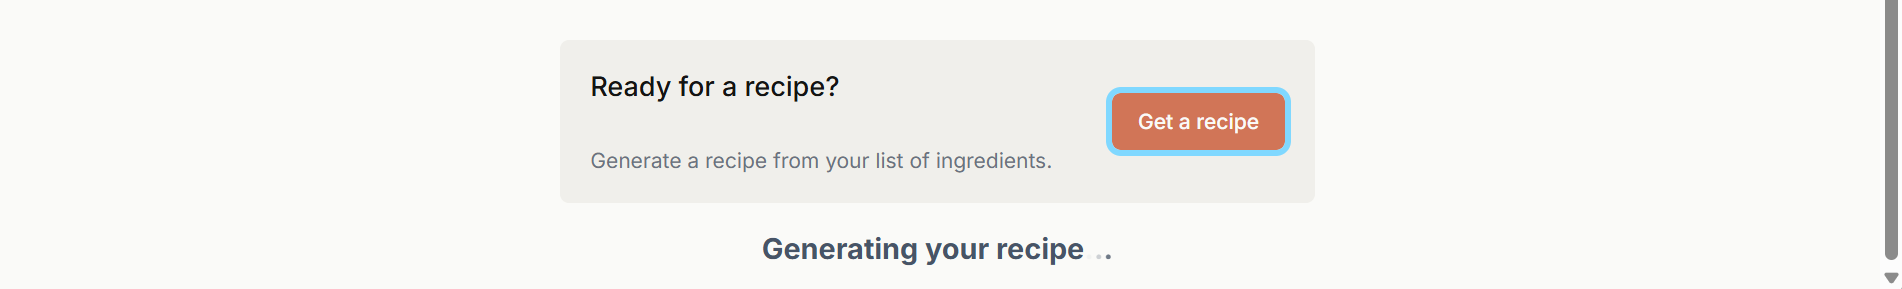 Ready for a recipe?
Get a recipe
Generate a recipe from your list of ingredients.
Generating your recipe...